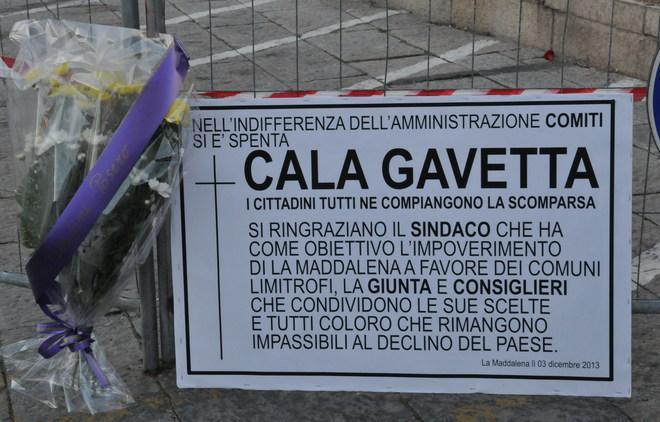 NELL'INDIFFERENZA DELL'AMMINISTRAZIONE COMITI
SI E' SPENTA
CALA GAVETTA
I CITTADINI TUTTI NE COMPIANGONO LA SCOMPARSA
SI RINGRAZIANO IL SINDACO CHE HA
COME OBIETTIVO L'IMPOVERIMENTO
DI LA MADDALENA A FAVORE DEI COMUNI
LIMITROFI, LA GIUNTA E CONSIGLIERI
CHE CONDIVIDONO LE SUE SCELTE
E TUTTI COLORO CHE RIMANGONO
IMPASSIBILI AL DECLINO DEL PAESE.
La Maddalena lì 03 dicembre 2013